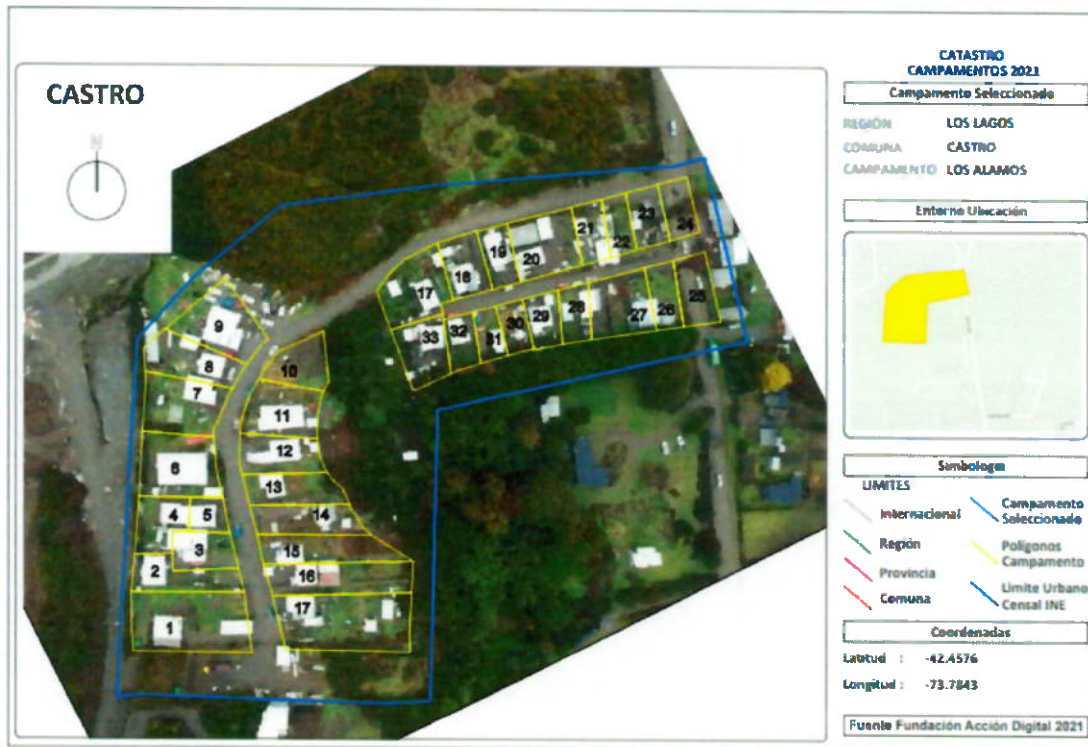 CASTRO
N
9
8
7
6
4 5
3
2
1
10
11
12
13
14
15
16
17
17
18
19
20
21
22
23
24
33
32
31
30
29
28
27
26
25
CATASTRO
CAMPAMENTOS 2021
Campamento Seleccionado
REGIÓN LOS LAGOS
COMUNA CASTRO
CAMPAMENTO LOS ALAMOS
Entorno Ubicación
Simbología
LIMITES
Internacional
Región
Provincia
Comuna
Campamento
Seleccionado
Polígonos
Campamento
Limite Urbano
Censal INE
Coordenadas
Latitud : -42.4576
Longitud : -73.7843
Fuente Fundación Acción Digital 2021